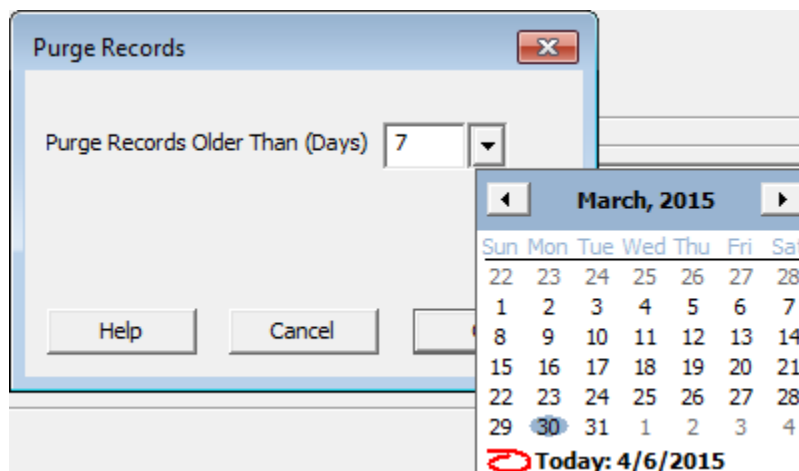 Purge Records
Purge Records Older Than (Days) 7
March, 2015
Sun Mon Tue Wed Thu Fri Sat
22 23 24 25 26 27 28
1 2 3 4 5 6 7
8 9 10 11 12 13 14
15 16 17 18 19 20 21
22 23 24 25 26 27 28
29 30 31 1 2 3 4
Today: 4/6/2015
Help Cancel